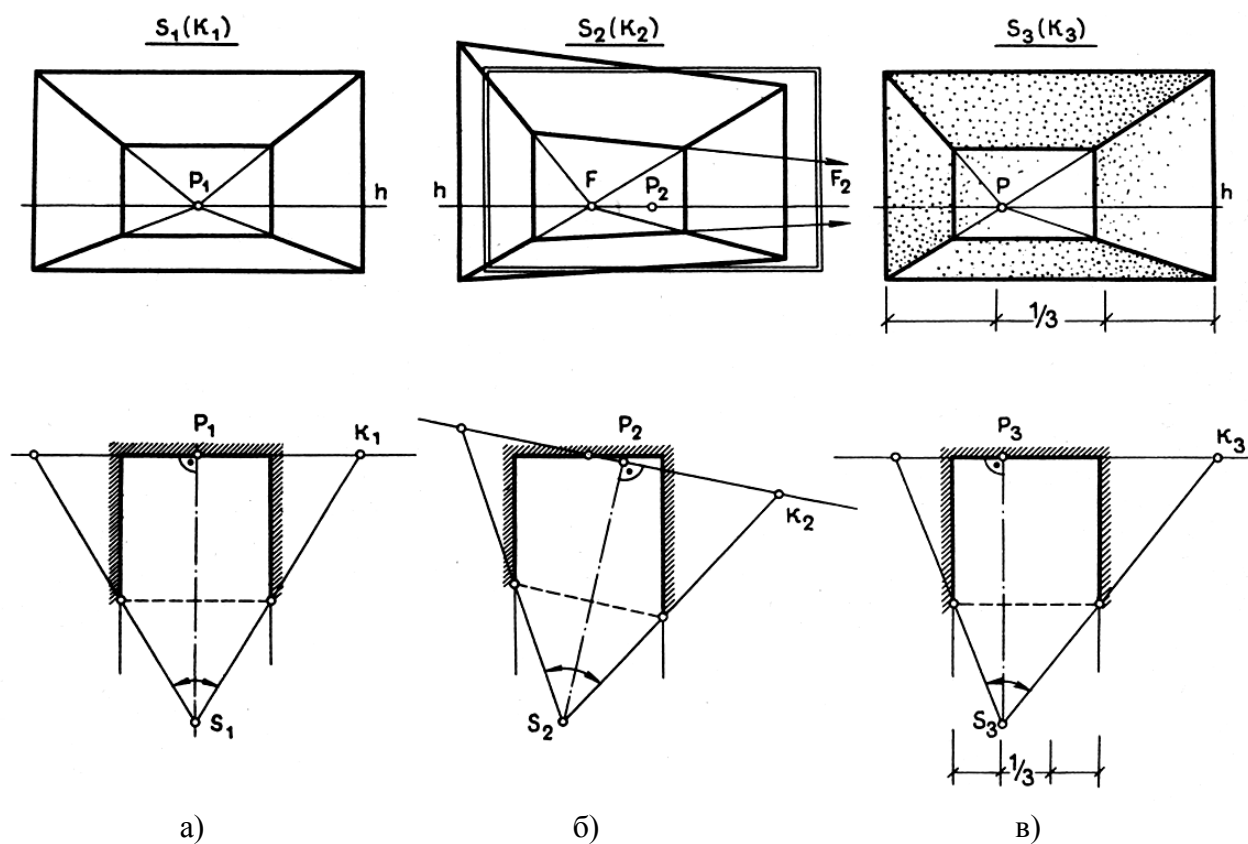 S₁(K₁)
S₂(K₂)
S₃(K₃)
P₁
h
h
F
P₂
F₂
P
h
1/3
P₁
K₁
S₁
P₂
K₂
S₂
P₃
K₃
S₃
1/3
а)
б)
в)